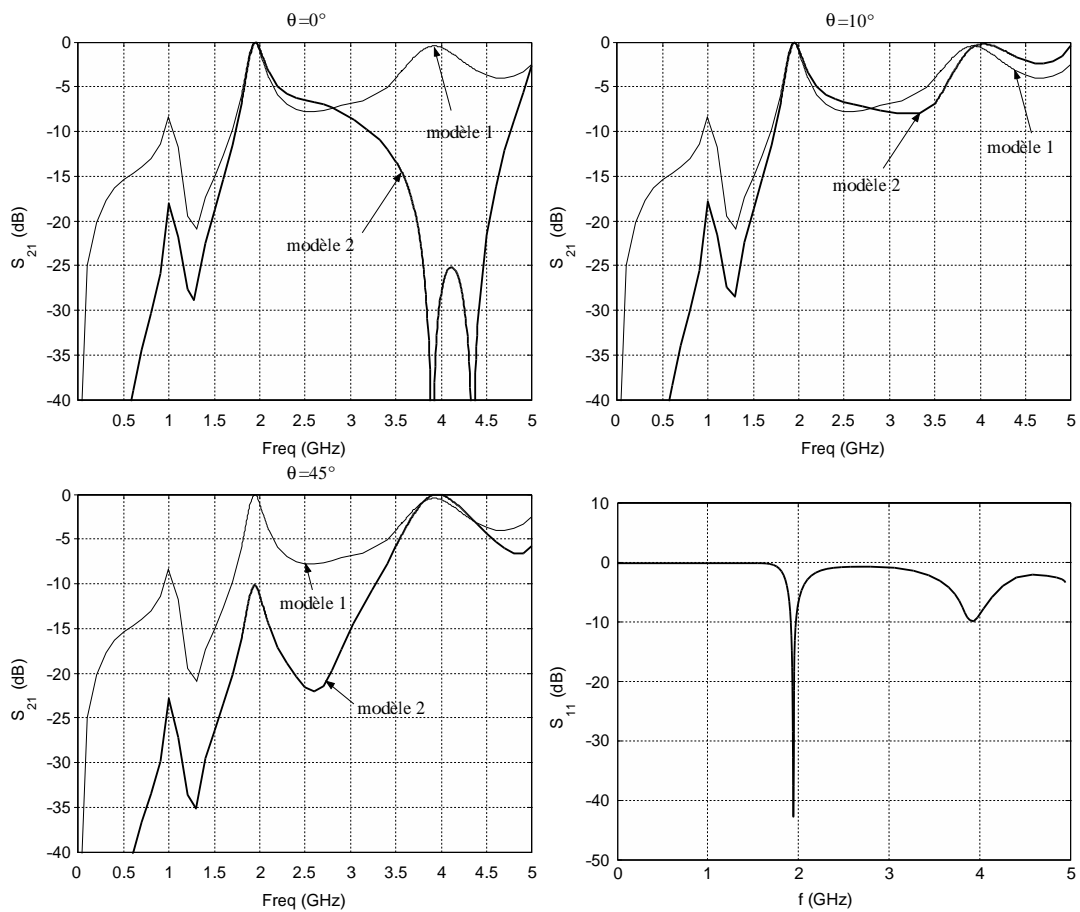 θ=0°
0
-5
-10
-15
-20
-25
-30
-35
-40
S21 (dB)
modèle 1
modèle 2
0.5 1 1.5 2 2.5 3 3.5 4 4.5 5
Freq (GHz)
θ=10°
0
-5
-10
-15
-20
-25
-30
-35
-40
S21 (dB)
modèle 1
modèle 2
0 0.5 1 1.5 2 2.5 3 3.5 4 4.5 5
Freq (GHz)
θ=45°
0
-5
-10
-15
-20
-25
-30
-35
-40
S21 (dB)
modèle 1
modèle 2
0 0.5 1 1.5 2 2.5 3 3.5 4 4.5 5
Freq (GHz)
10
0
-10
-20
-30
-40
-50
S11 (dB)
0 1 2 3 4 5
f (GHz)